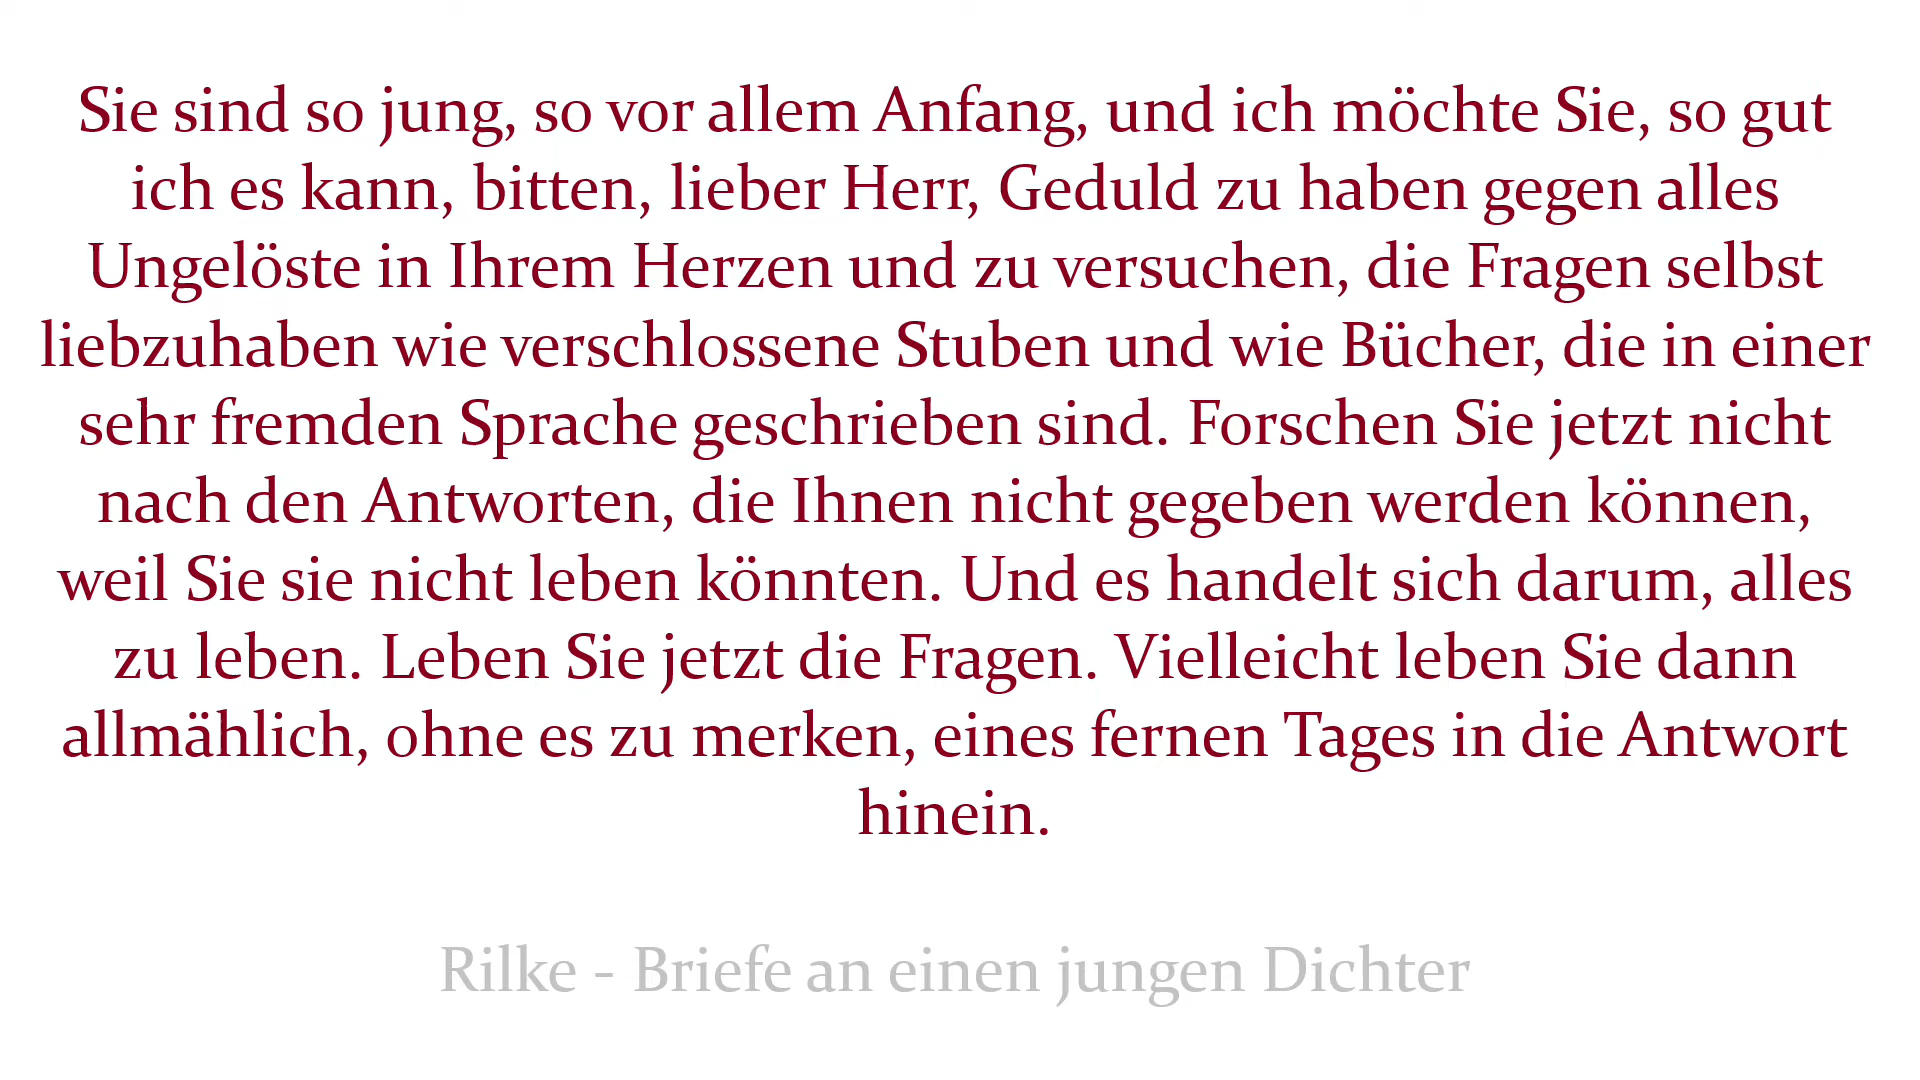 Sie sind so jung, so vor allem Anfang, und ich möchte Sie, so gut
ich es kann, bitten, lieber Herr, Geduld zu haben gegen alles
Ungelöste in Ihrem Herzen und zu versuchen, die Fragen selbst
liebzuhaben wie verschlossene Stuben und wie Bücher, die in einer
sehr fremden Sprache geschrieben sind. Forschen Sie jetzt nicht
nach den Antworten, die Ihnen nicht gegeben werden können,
weil Sie sie nicht leben könnten. Und es handelt sich darum, alles
zu leben. Leben Sie jetzt die Fragen. Vielleicht leben Sie dann
allmählich, ohne es zu merken, eines fernen Tages in die Antwort
hinein.
Rilke - Briefe an einen jungen Dichter